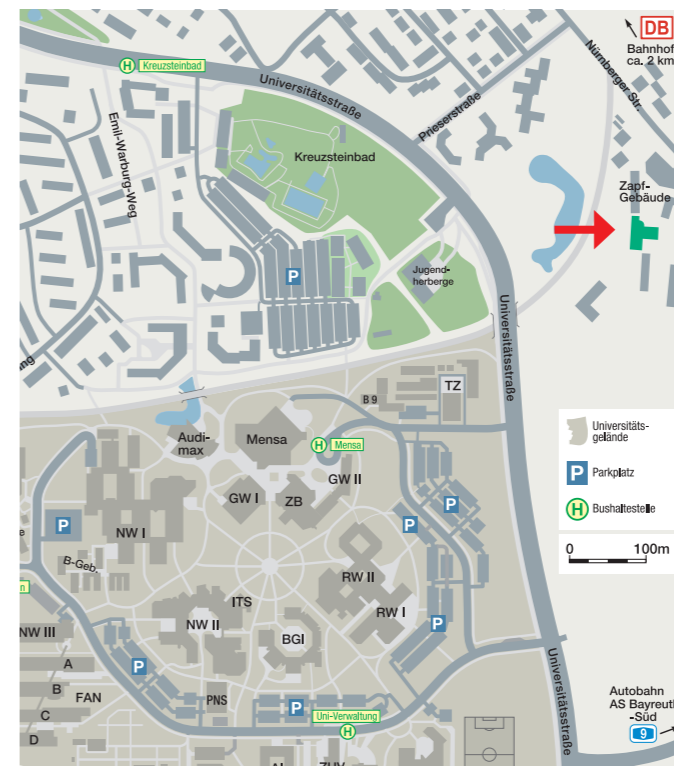 DB
Bahnhof
ca. 2 km
Nürnberger Str.
H Kreuzsteinbad
Universitätsstraße
Prieserstraße
Emil-Warburg-Weg
Kreuzsteinbad
Zapf-
Gebäude
P
Jugend-
herberge
Universitätsstraße
TZ
B 9
Audi-
max
Mensa
H Mensa
GW II
GW I
ZB
P
P
P
NW I
B-Geb.
RW II
RW I
ITS
NW II
BGI
P
NW III
A
B
FAN
C
D
P
PNS
P
Uni-Verwaltung
H
Universitäts-
gelände
P Parkplatz
H Bushaltestelle
0 100m
Universitätsstraße
Autobahn
AS Bayreuth
-Süd
9